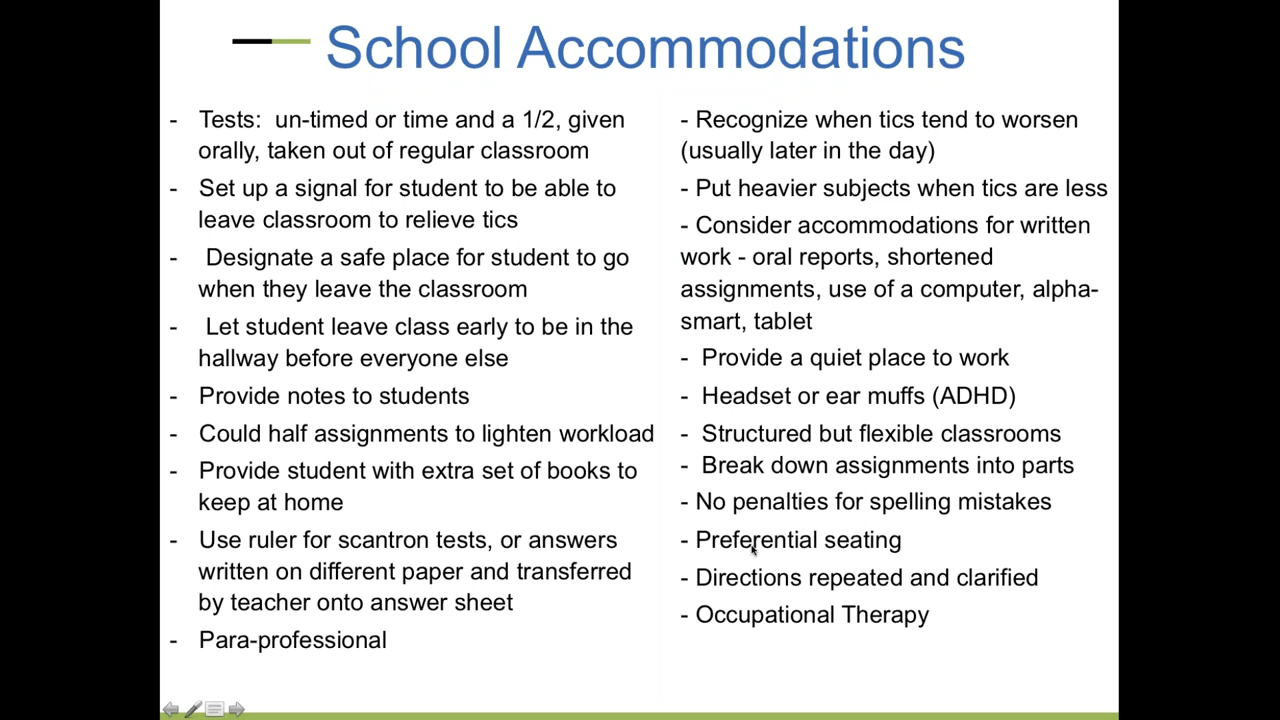 School Accommodations
- Tests: un-timed or time and a 1/2, given
orally, taken out of regular classroom
- Set up a signal for student to be able to
leave classroom to relieve tics
- Designate a safe place for student to go
when they leave the classroom
- Let student leave class early to be in the
hallway before everyone else
- Provide notes to students
- Could half assignments to lighten workload
- Provide student with extra set of books to
keep at home
- Use ruler for scantron tests, or answers
written on different paper and transferred
by teacher onto answer sheet
- Para-professional
- Recognize when tics tend to worsen
(usually later in the day)
- Put heavier subjects when tics are less
- Consider accommodations for written
work - oral reports, shortened
assignments, use of a computer, alpha-
smart, tablet
- Provide a quiet place to work
- Headset or ear muffs (ADHD)
- Structured but flexible classrooms
- Break down assignments into parts
- No penalties for spelling mistakes
- Preferential seating
- Directions repeated and clarified
- Occupational Therapy